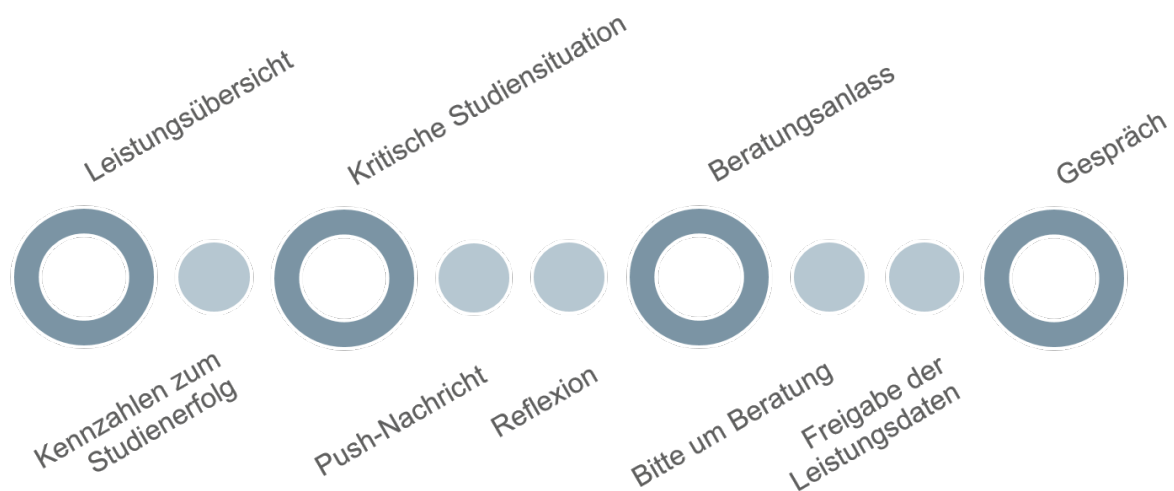 Leistungsübersicht
Kritische Studiensituation
Beratungsanlass
Gespräch
Kennzahlen zum
Studienerfolg
Push-Nachricht
Reflexion
Bitte um Beratung
Freigabe der
Leistungsdaten